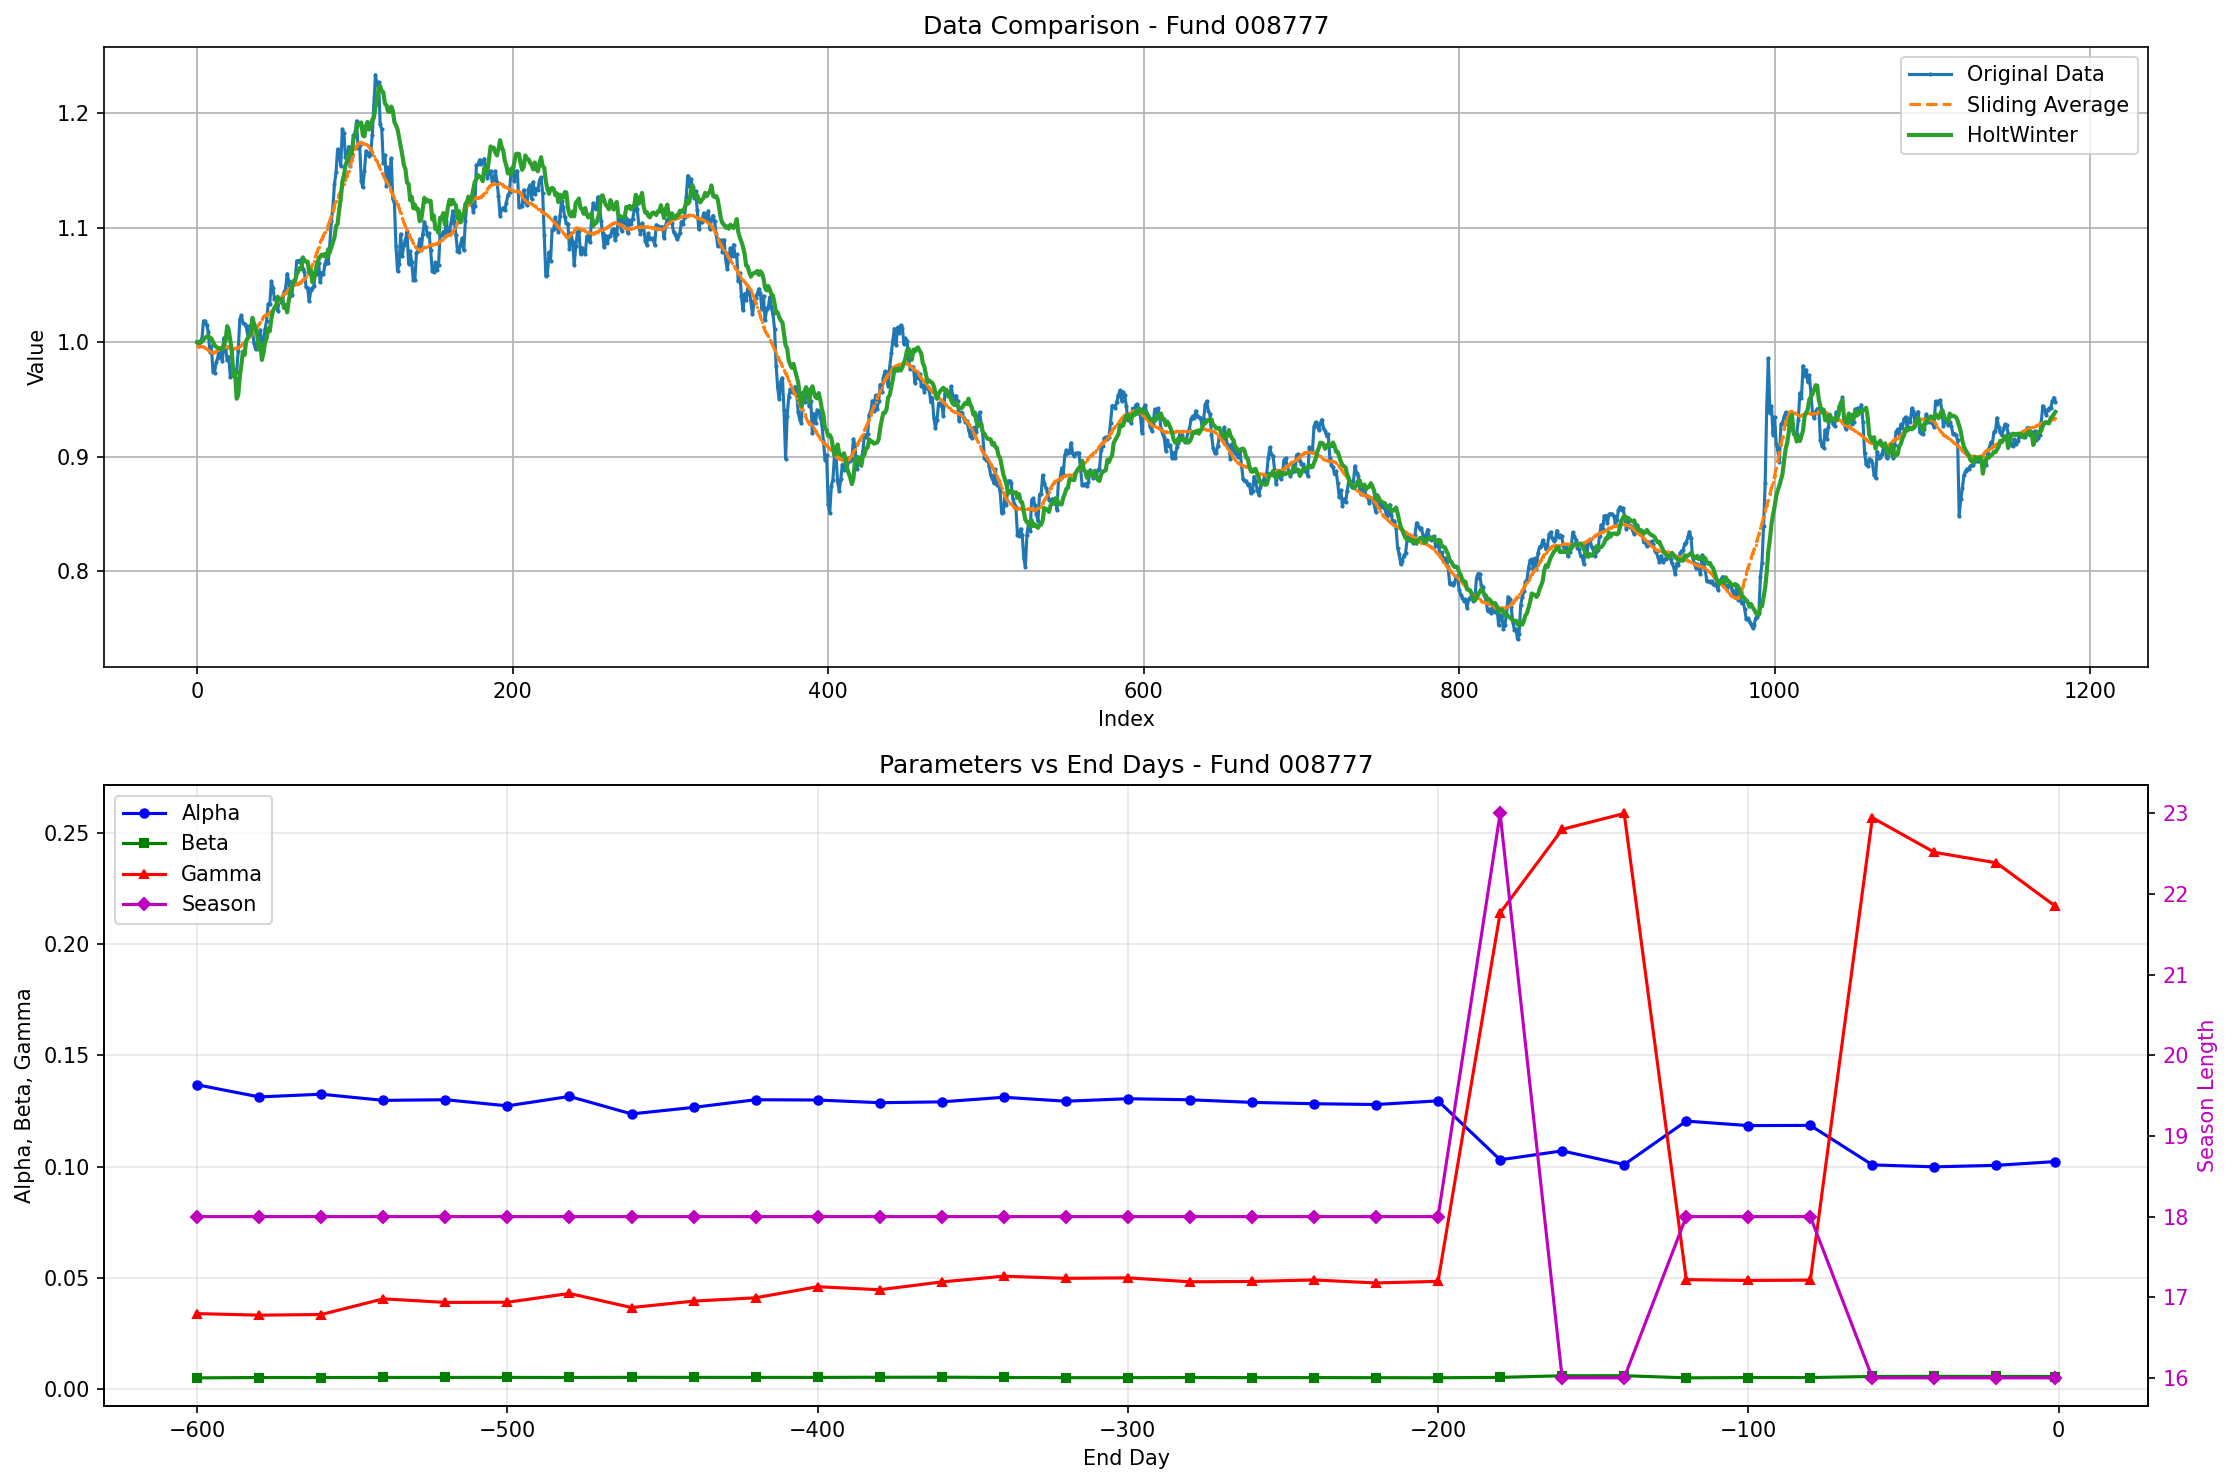 Data Comparison - Fund 008777
Value
1.2
1.1
1.0
0.9
0.8
Original Data
Sliding Average
HoltWinter
0 200 400 600 800 1000 1200
Index
Parameters vs End Days - Fund 008777
Alpha, Beta, Gamma
0.25
0.20
0.15
0.10
0.05
0.00
Alpha
Beta
Gamma
Season
23
22
21
20
19
18
17
16
Season Length
−600 −500 −400 −300 −200 −100 0
End Day